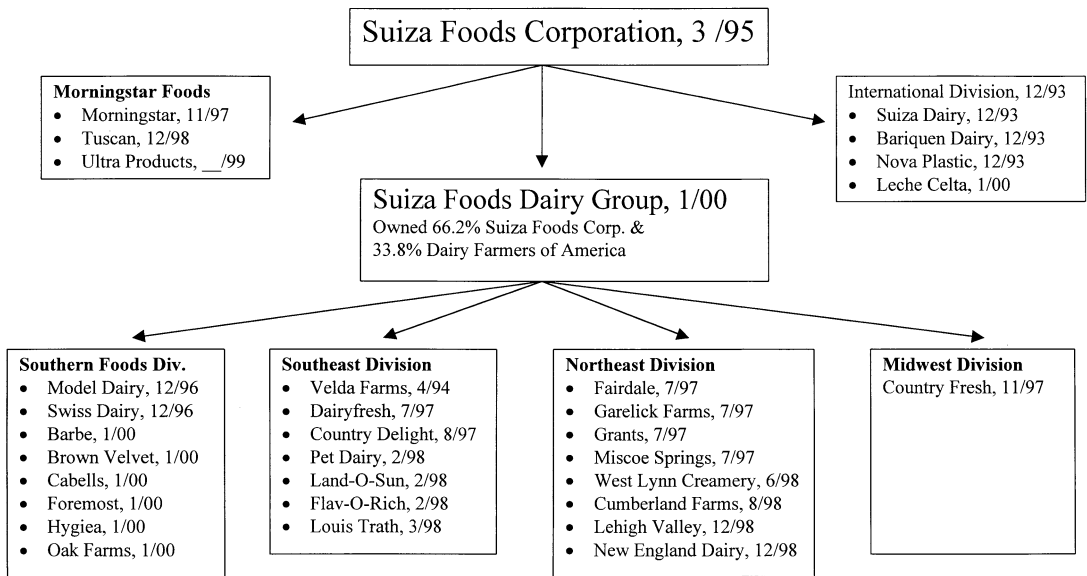 Suiza Foods Corporation, 3 /95
Morningstar Foods
• Morningstar, 11/97
• Tuscan, 12/98
• Ultra Products, __/99
International Division, 12/93
• Suiza Dairy, 12/93
• Bariquen Dairy, 12/93
• Nova Plastic, 12/93
• Leche Celta, 1/00
Suiza Foods Dairy Group, 1/00
Owned 66.2% Suiza Foods Corp. &
33.8% Dairy Farmers of America
Southern Foods Div.
• Model Dairy, 12/96
• Swiss Dairy, 12/96
• Barbe, 1/00
• Brown Velvet, 1/00
• Cabells, 1/00
• Foremost, 1/00
• Hygiea, 1/00
• Oak Farms, 1/00
Southeast Division
• Velda Farms, 4/94
• Dairyfresh, 7/97
• Country Delight, 8/97
• Pet Dairy, 2/98
• Land-O-Sun, 2/98
• Flav-O-Rich, 2/98
• Louis Trath, 3/98
Northeast Division
• Fairdale, 7/97
• Garelick Farms, 7/97
• Grants, 7/97
• Miscoe Springs, 7/97
• West Lynn Creamery, 6/98
• Cumberland Farms, 8/98
• Lehigh Valley, 12/98
• New England Dairy, 12/98
Midwest Division
Country Fresh, 11/97